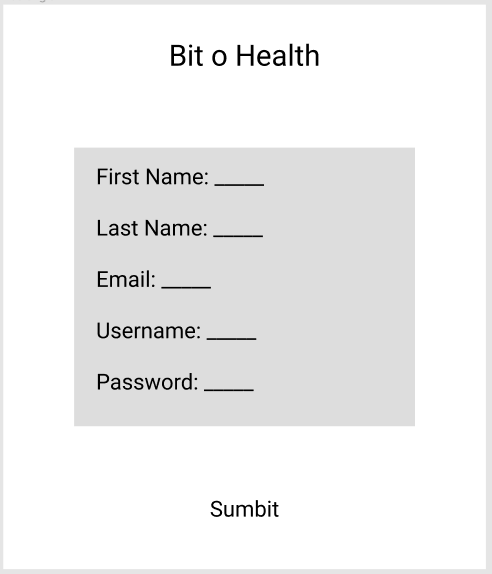 Bit o Health
First Name: _____
Last Name: _____
Email: _____
Username: _____
Password: _____
Sumbit